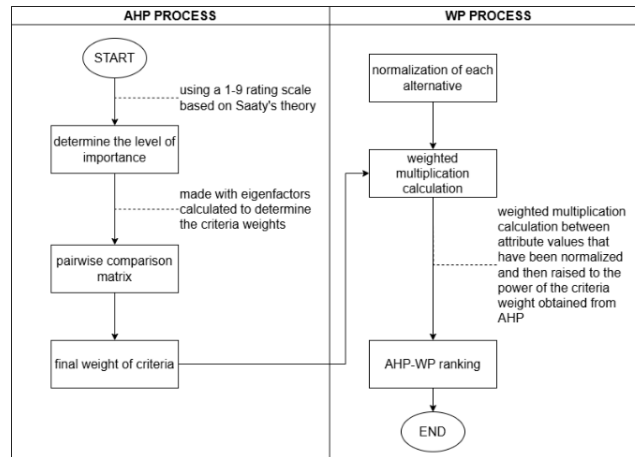 AHP PROCESS
START
using a 1-9 rating scale
based on Saaty's theory
determine the level of
importance
made with eigenfactors
calculated to determine
the criteria weights
pairwise comparison
matrix
final weight of criteria
WP PROCESS
normalization of each
alternative
weighted
multiplication
calculation
weighted multiplication
calculation between
attribute values that
have been normalized
and then raised to the
power of the criteria
weight obtained from
AHP
AHP-WP ranking
END